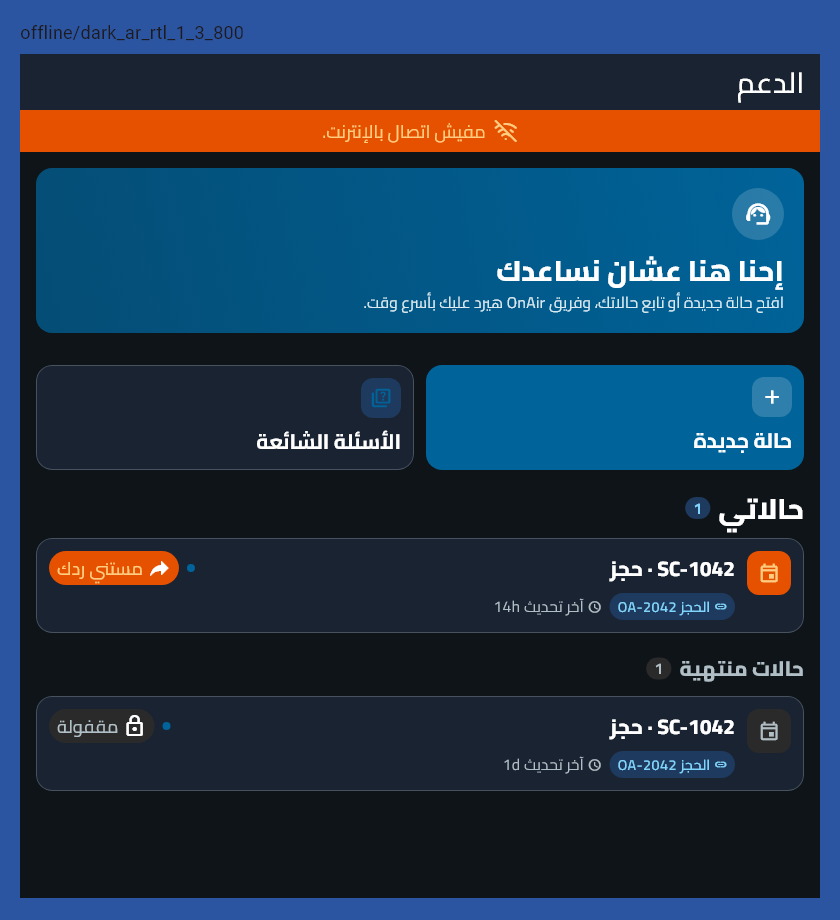 offline/dark_ar_rtl_1_3_800
الدعم
مفيش اتصال بالإنترنت.
إحنا هنا عشان نساعدك
افتح حالة جديدة أو تابع حالاتك، وفريق OnAir هيرد عليك بأسرع وقت.
حالة جديدة
الأسئلة الشائعة
حالاتي 1
SC-1042 · حجز
مستني ردك
الحجز OA-2042
آخر تحديث 14h
حالات منتهية 1
SC-1042 · حجز
مقفولة
الحجز OA-2042
آخر تحديث 1d